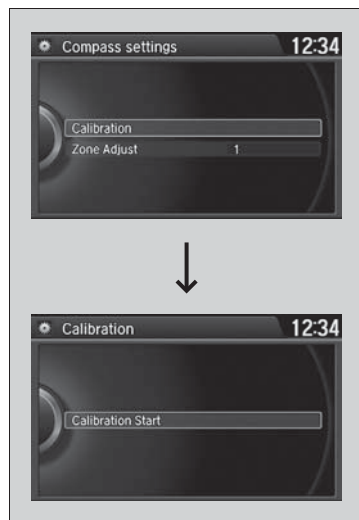 Compass settings 12:34
Calibration
Zone Adjust 1
Calibration 12:34
Calibration Start